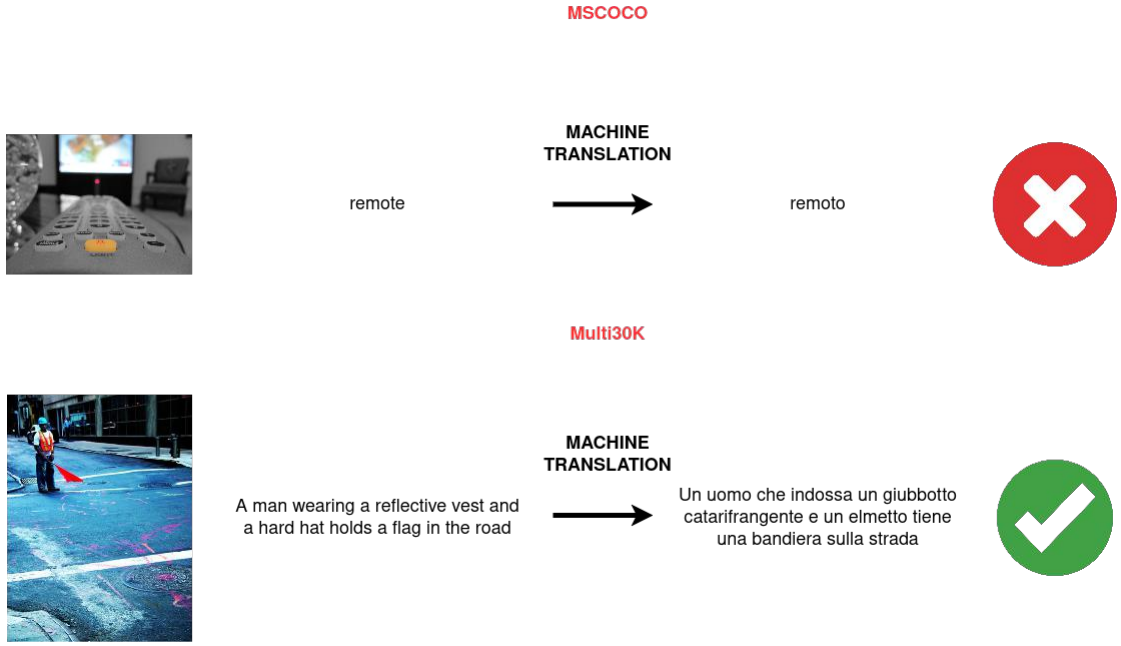 MSCOCO
MACHINE
TRANSLATION
remote
remoto
Multi30K
MACHINE
TRANSLATION
A man wearing a reflective vest and
a hard hat holds a flag in the road
Un uomo che indossa un giubbotto
catarifrangente e un elmetto tiene
una bandiera sulla strada